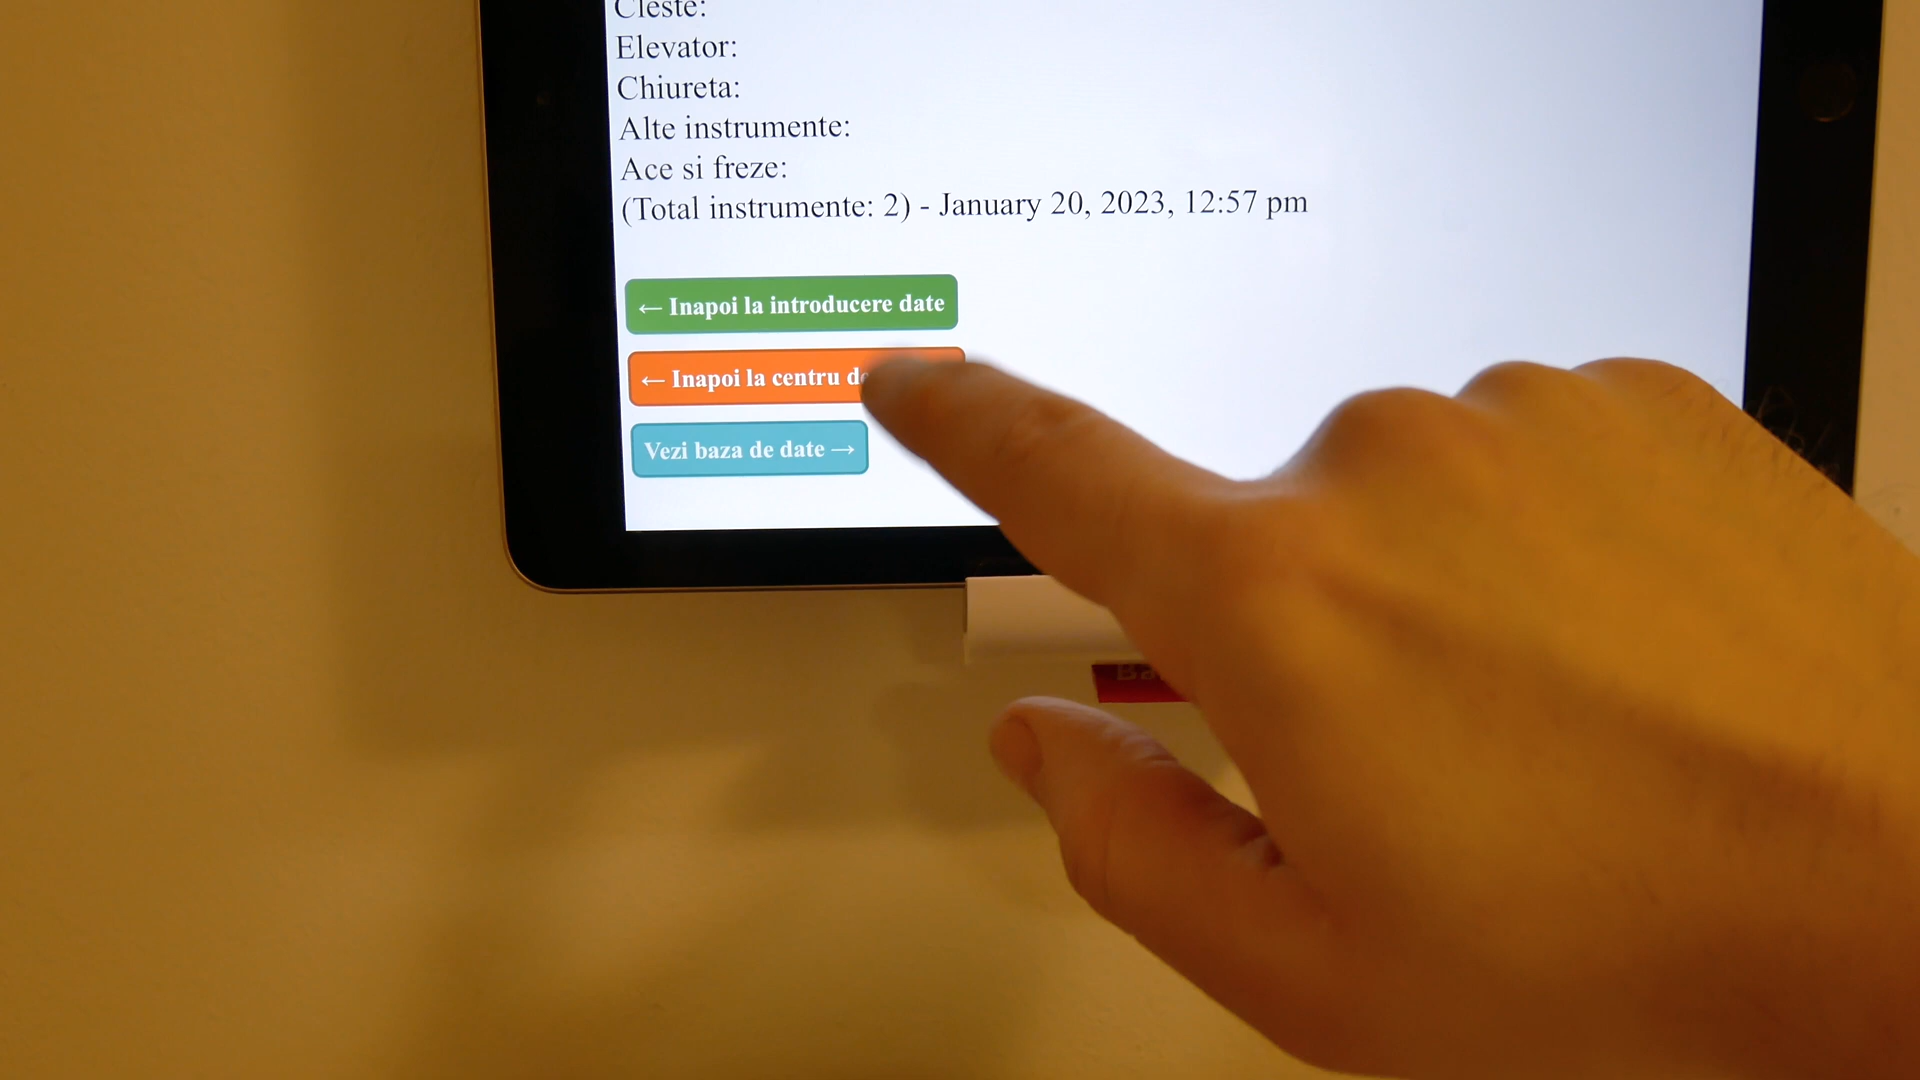 Cleste:
Elevator:
Chiureta:
Alte instrumente:
Ace si freze:
(Total instrumente: 2) - January 20, 2023, 12:57 pm
← Inapoi la introducere date
← Inapoi la centru
Vezi baza de date →